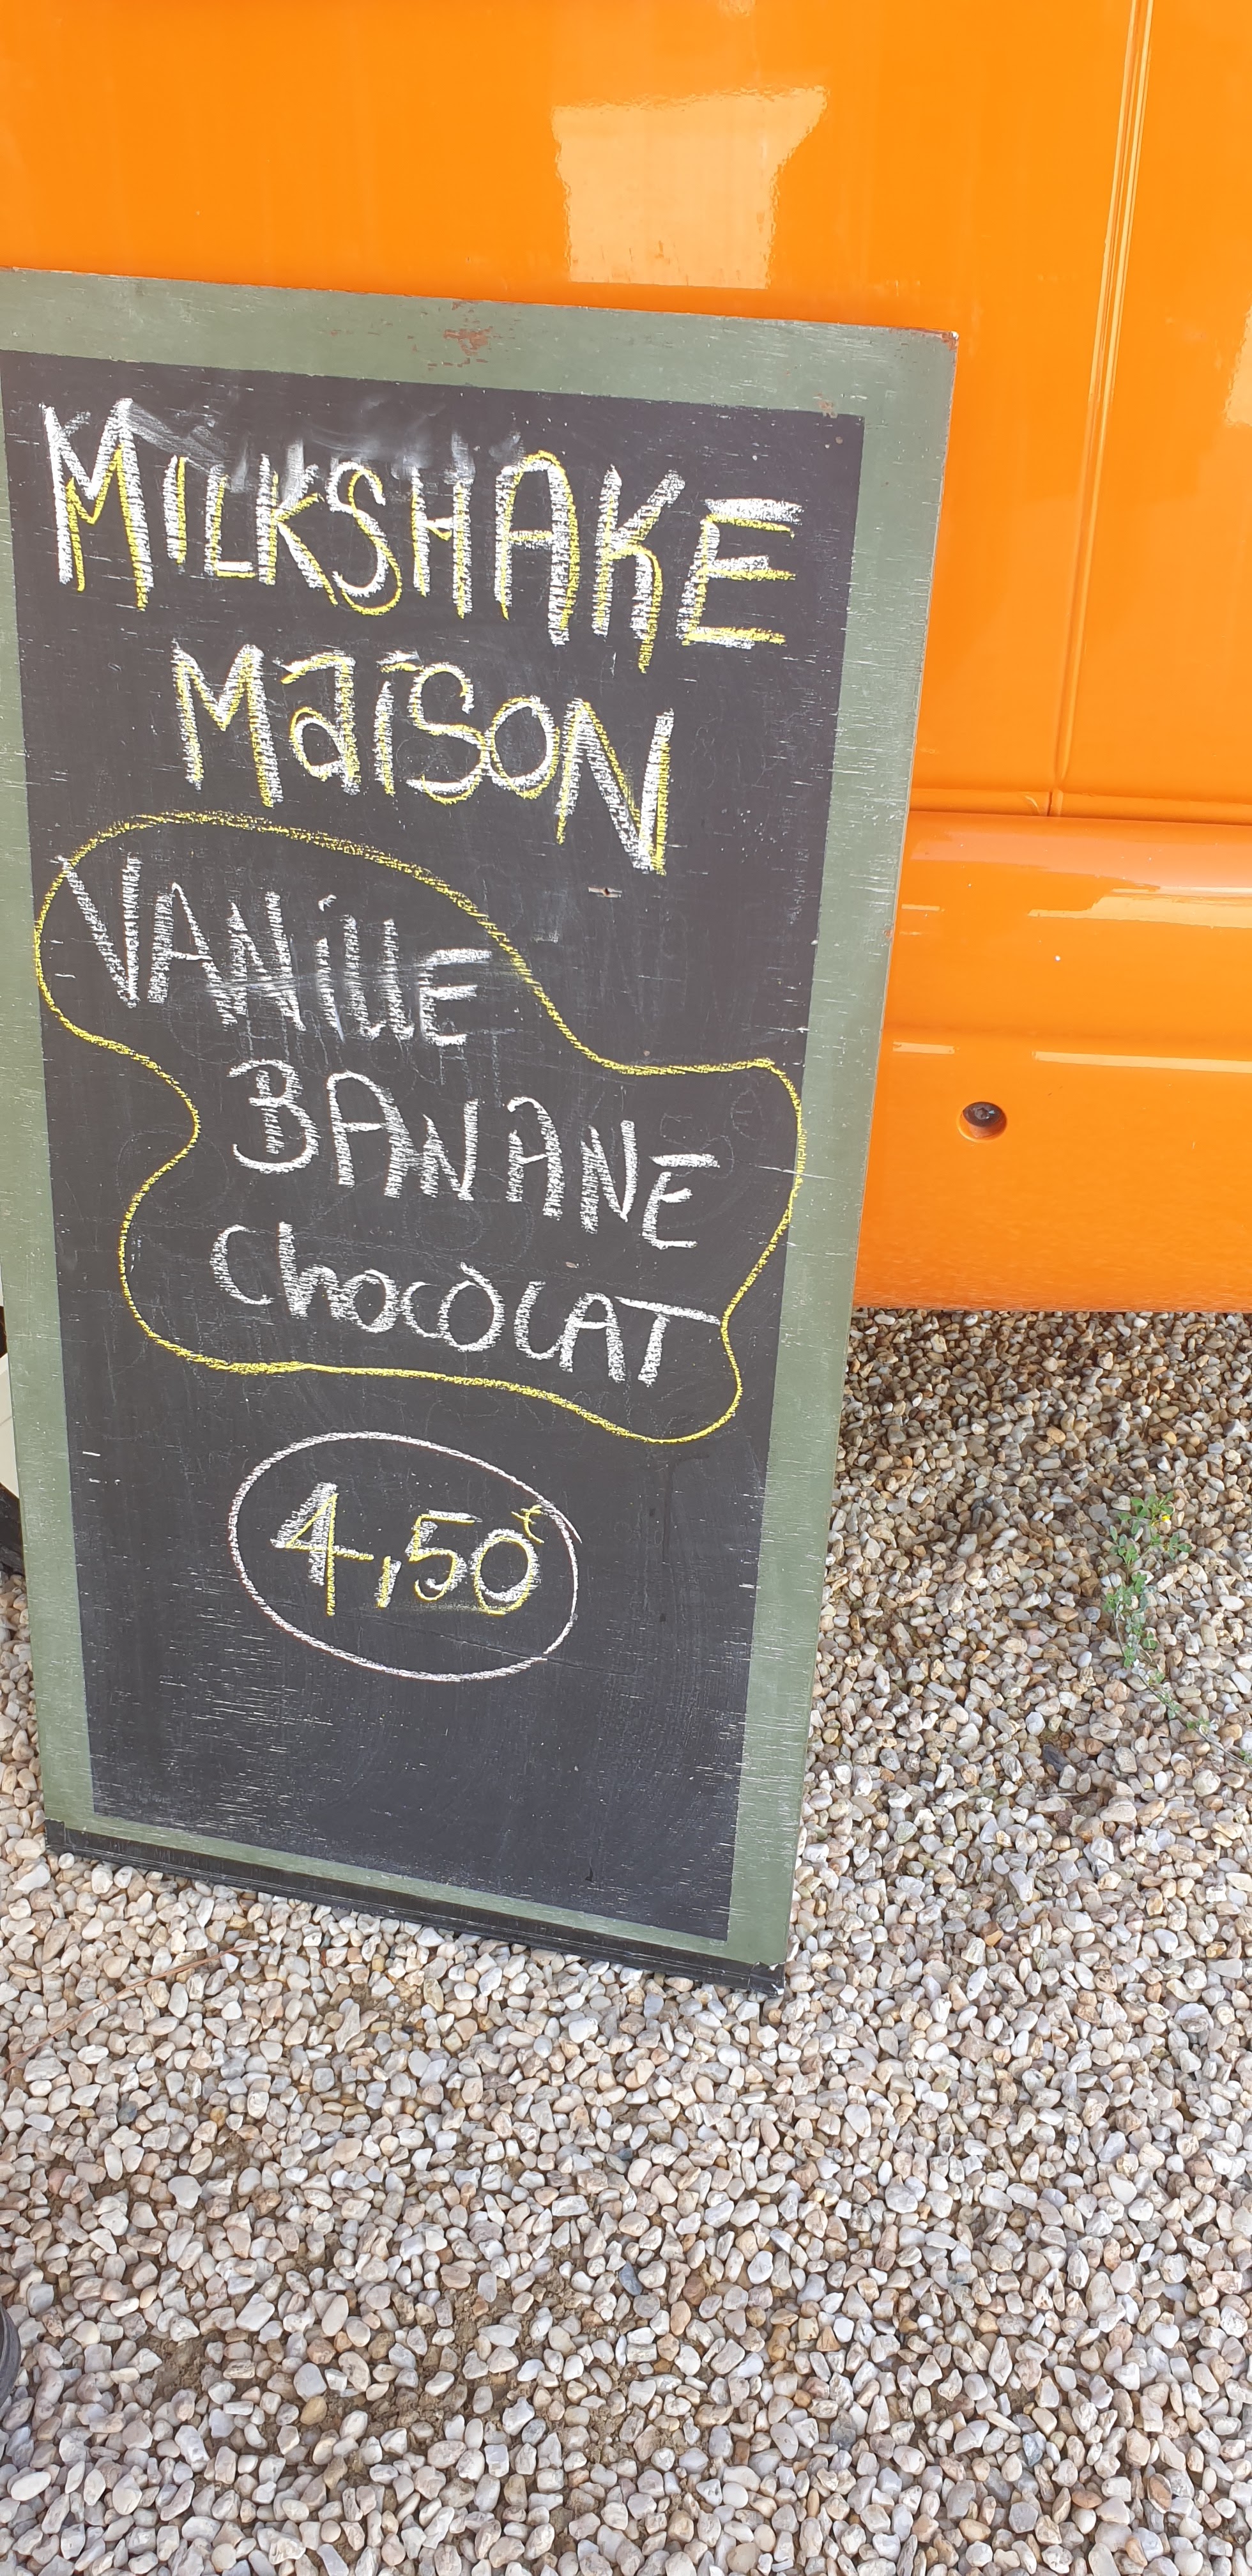 MILKSHAKE
MaiSON
VANiLLE
BANANE
ChocoLAT
4,50€